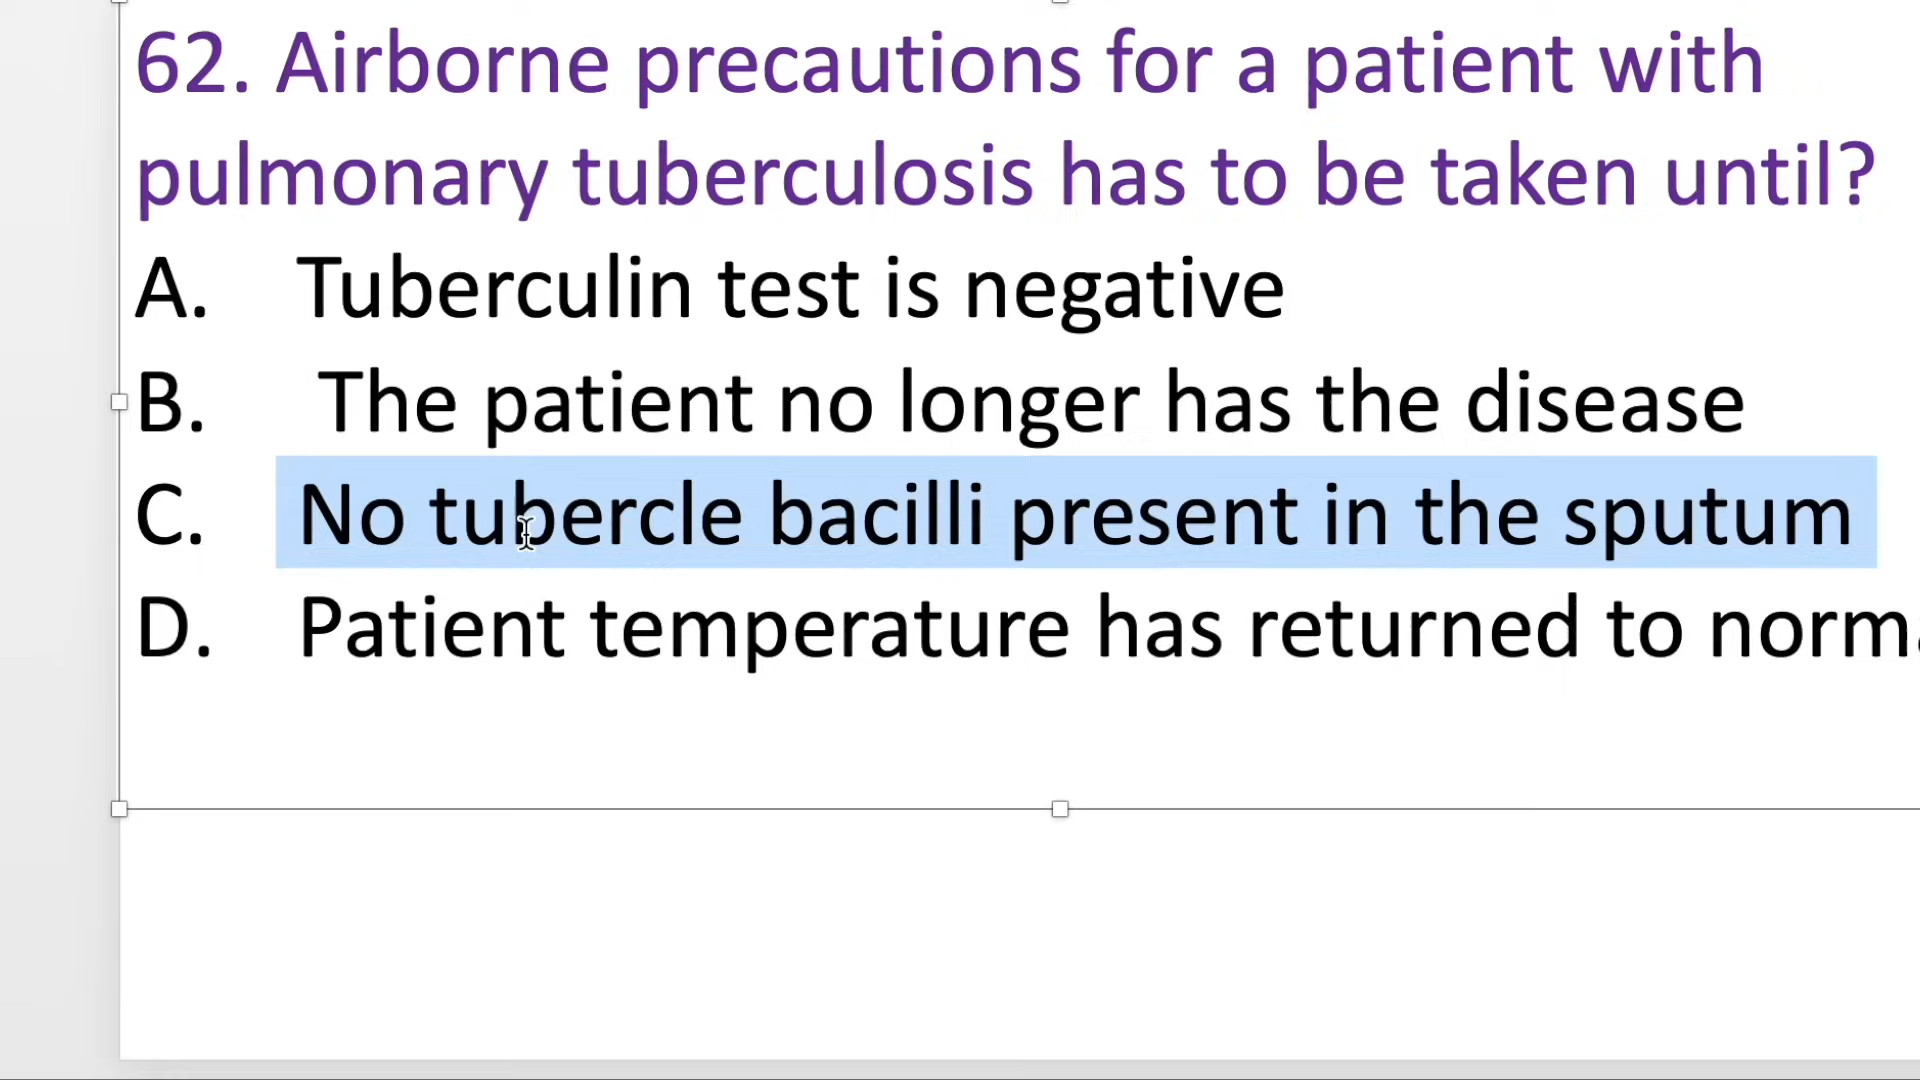 62. Airborne precautions for a patient with
pulmonary tuberculosis has to be taken until?
A. Tuberculin test is negative
B. The patient no longer has the disease
C. No tubercle bacilli present in the sputum
D. Patient temperature has returned to